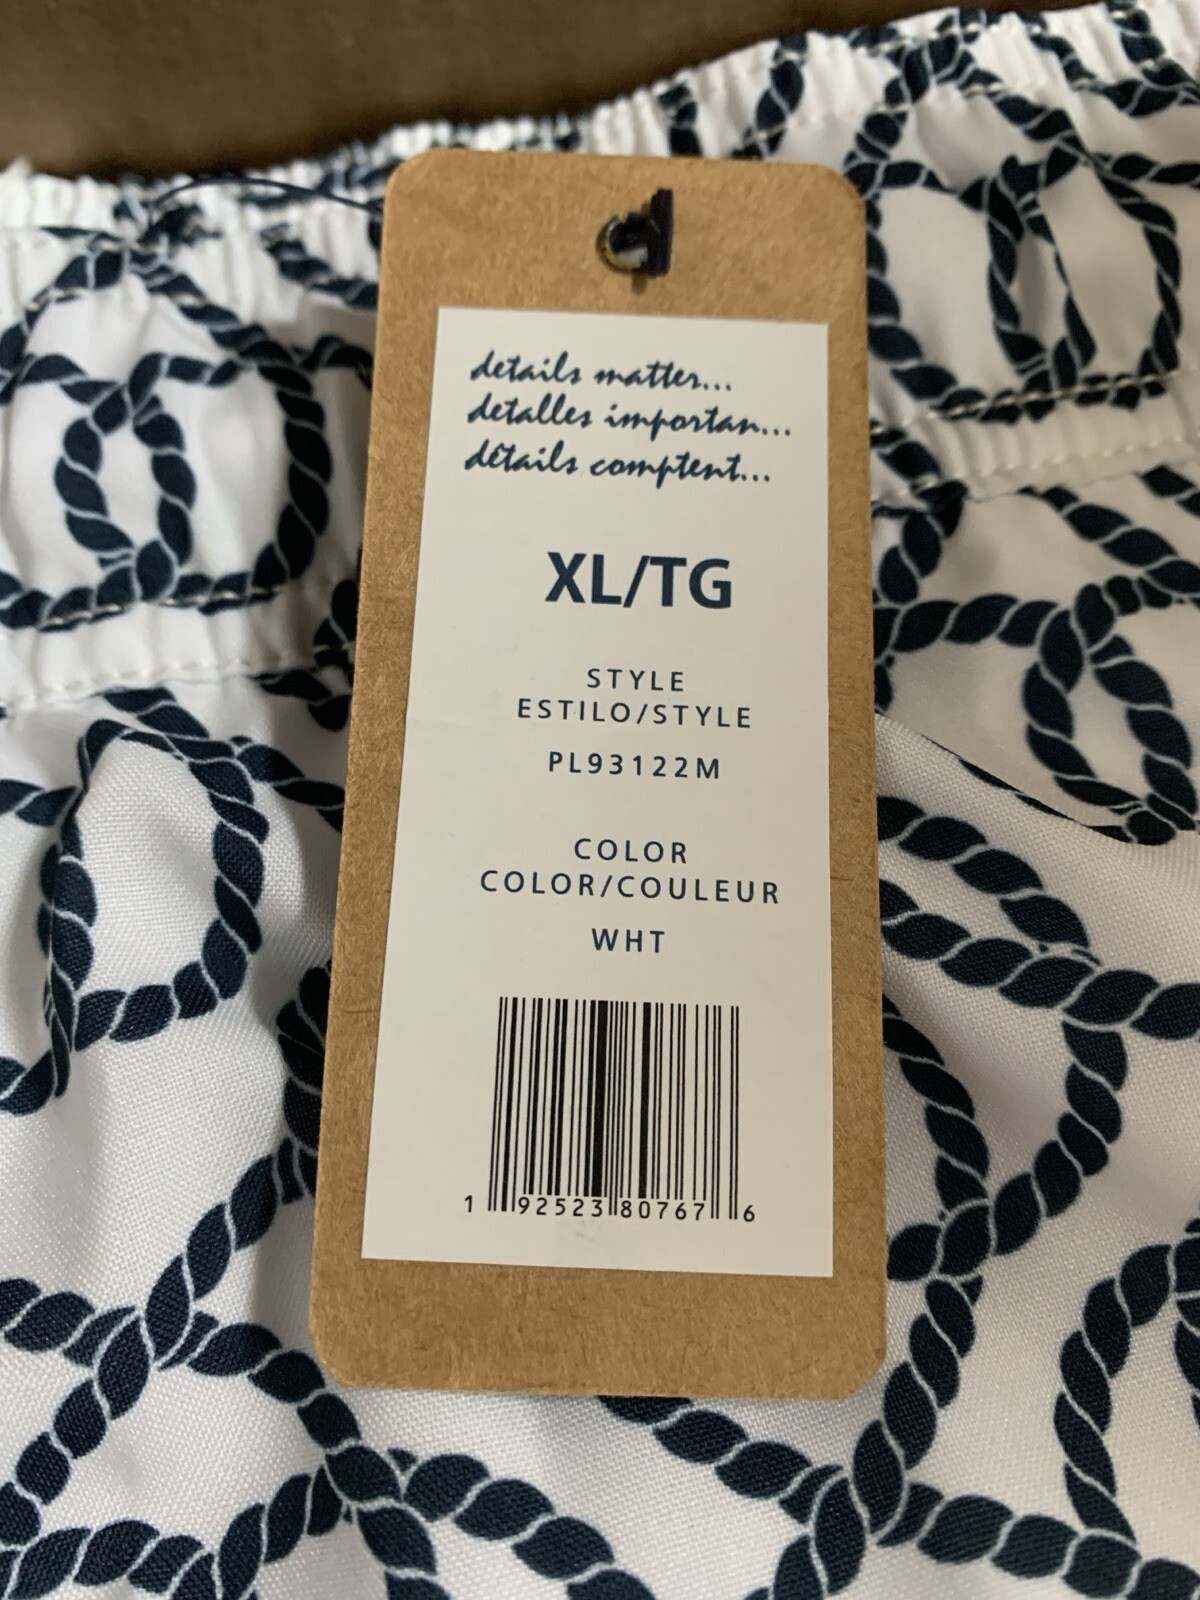 details matter...
detalles importan...
détails comptent...
XL/TG
STYLE
ESTILO/STYLE
PL93122M
COLOR
COLOR/COULEUR
WHT
1 92523 80767 6